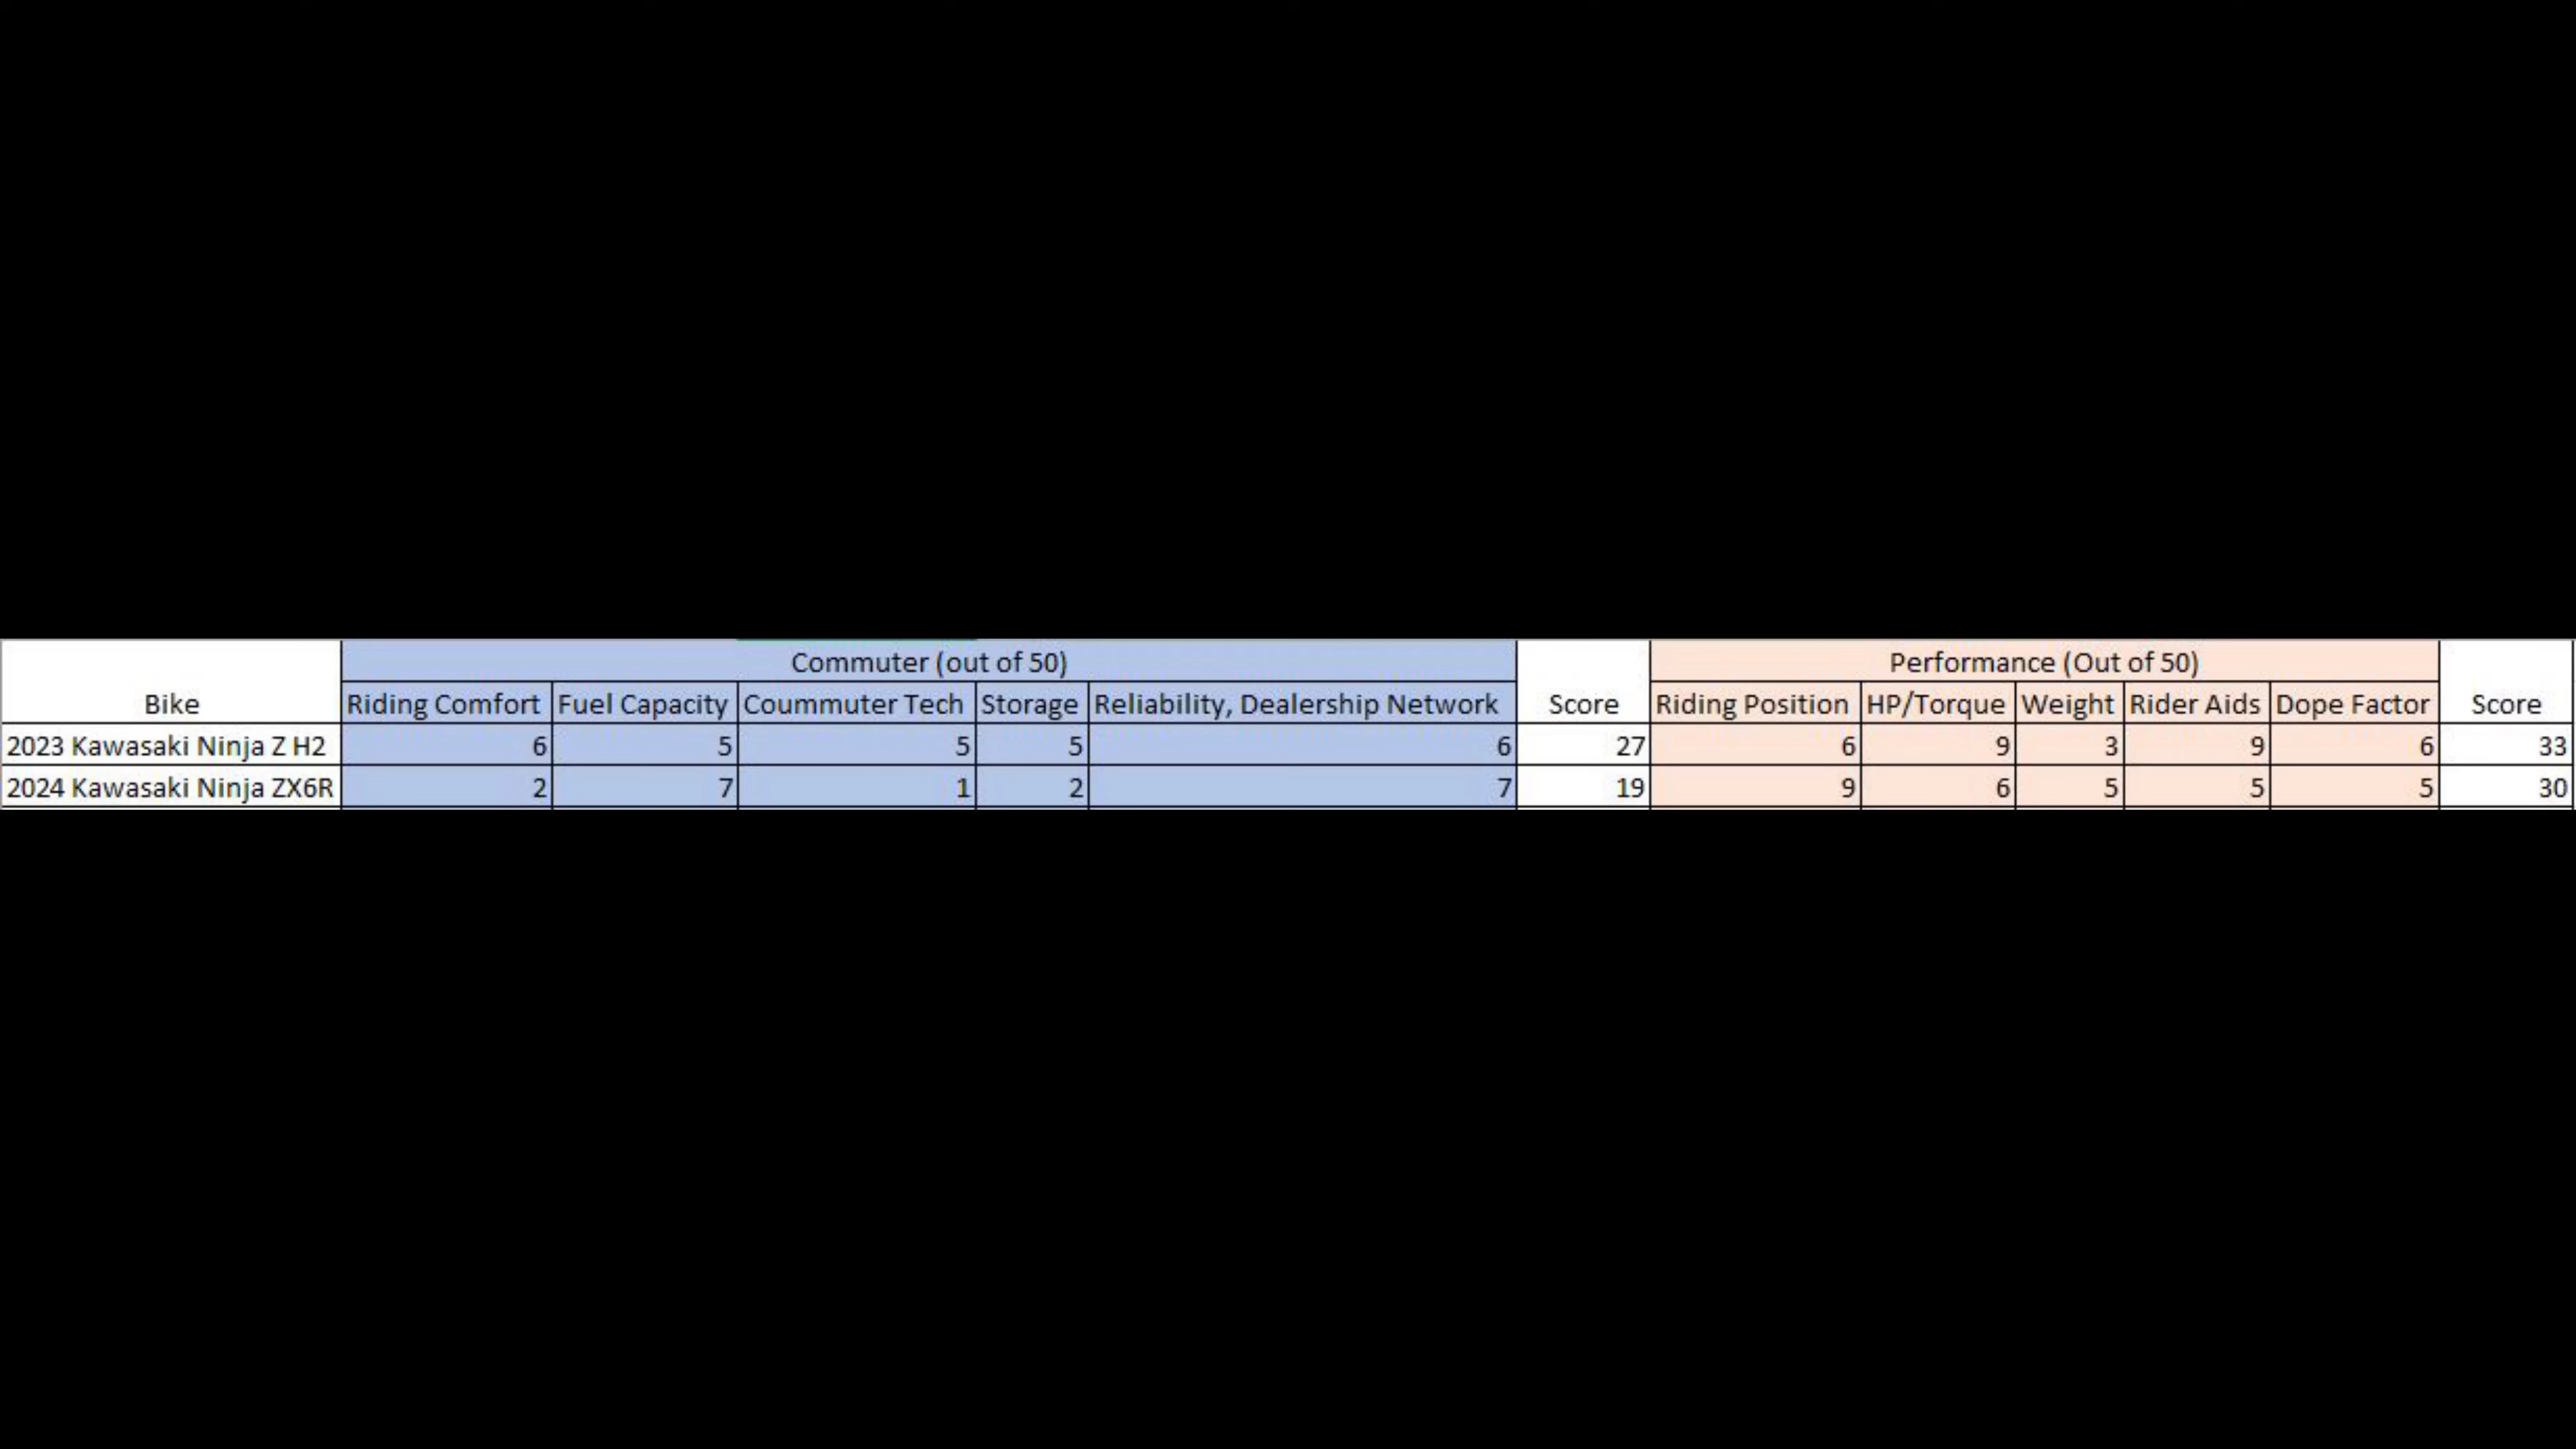 Commuter (out of 50) Performance (Out of 50)
Bike Riding Comfort Fuel Capacity Coummuter Tech Storage Reliability, Dealership Network Score Riding Position HP/Torque Weight Rider Aids Dope Factor Score
2023 Kawasaki Ninja Z H2 6 5 5 5 6 27 6 9 3 9 6 33
2024 Kawasaki Ninja ZX6R 2 7 1 2 7 19 9 6 5 5 5 30